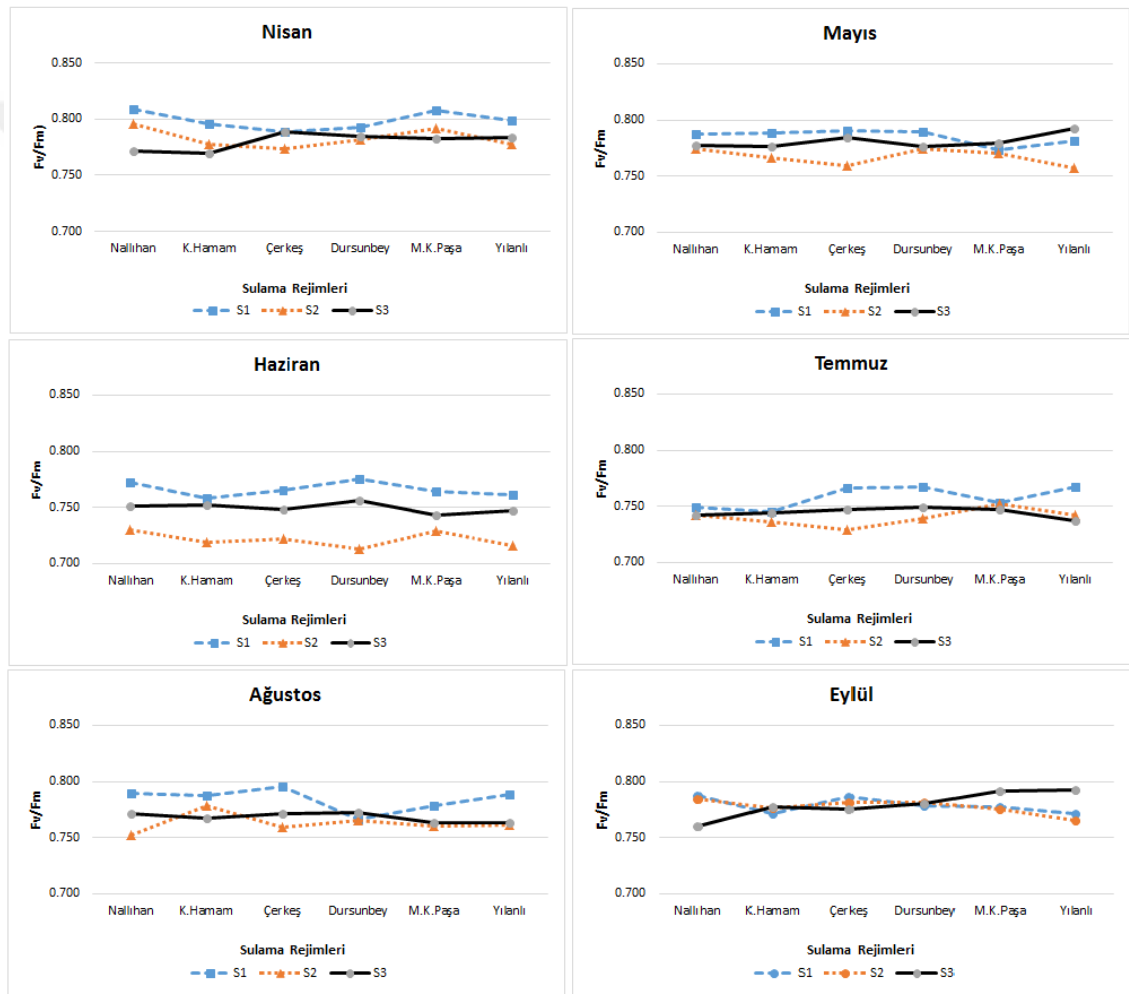 Nisan
Fv/Fm)
0.850
0.800
0.750
0.700
Nallıhan K.Hamam Çerkeş Dursunbey M.K.Paşa Yılanlı
Sulama Rejimleri
S1 S2 S3
Mayıs
Fv/Fm
0.850
0.800
0.750
0.700
Nallıhan K.Hamam Çerkeş Dursunbey M.K.Paşa Yılanlı
Sulama Rejimleri
S1 S2 S3
Haziran
Fv/Fm
0.850
0.800
0.750
0.700
Nallıhan K.Hamam Çerkeş Dursunbey M.K.Paşa Yılanlı
Sulama Rejimleri
S1 S2 S3
Temmuz
Fv/Fm
0.850
0.800
0.750
0.700
Nallıhan K.Hamam Çerkeş Dursunbey M.K.Paşa Yılanlı
Sulama Rejimleri
S1 S2 S3
Ağustos
Fv/Fm
0.850
0.800
0.750
0.700
Nallıhan K.Hamam Çerkeş Dursunbey M.K.Paşa Yılanlı
Sulama Rejimleri
S1 S2 S3
Eylül
Fv/Fm
0.850
0.800
0.750
0.700
Nallıhan K.Hamam Çerkeş Dursunbey M.K.Paşa Yılanlı
Sulama Rejimleri
S1 S2 S3